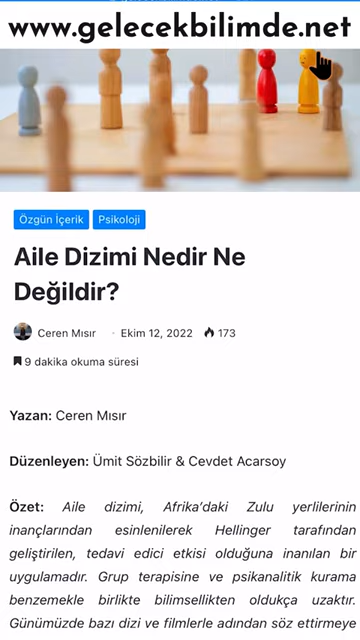 www.gelecekbilimde.net
Özgün İçerik Psikoloji
Aile Dizimi Nedir Ne
Değildir?
Ceren Mısır · Ekim 12, 2022 173
9 dakika okuma süresi
Yazan: Ceren Mısır
Düzenleyen: Ümit Sözbilir & Cevdet Acarsoy
Özet: Aile dizimi, Afrika’daki Zulu yerlilerinin
inançlarından esinlenilerek Hellinger tarafından
geliştirilen, tedavi edici etkisi olduğuna inanılan bir
uygulamadır. Grup terapisine ve psikanalitik kurama
benzemekle birlikte bilimsellikten oldukça uzaktır.
Günümüzde bazı dizi ve filmlerle adından söz ettirmeye